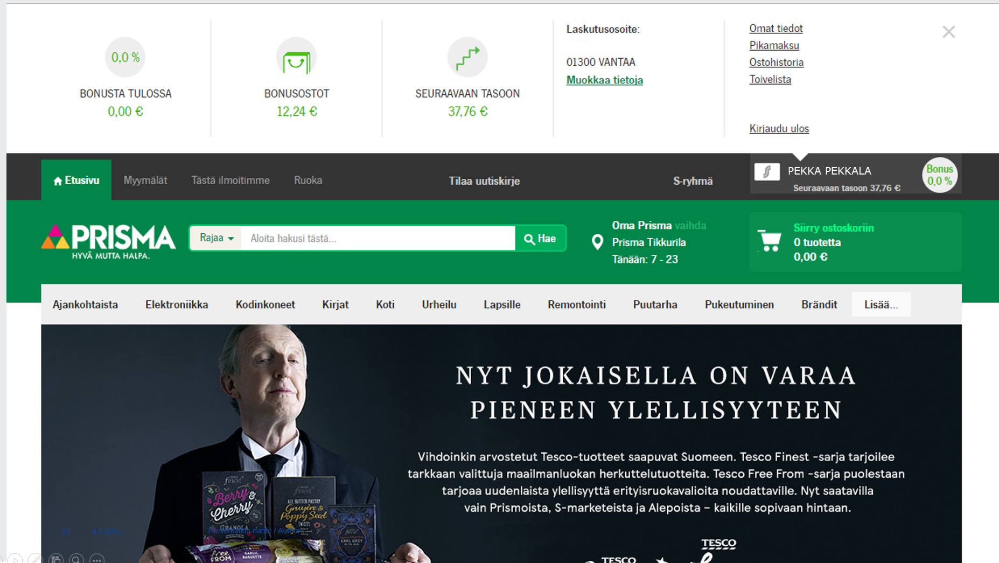 0,0 %
BONUSTA TULOSSA
0,00 €
BONUSOSTOT
12,24 €
SEURAAVAAN TASOON
37,76 €
Laskutusosoite:
01300 VANTAA
Muokkaa tietoja
Omat tiedot
Pikamaksu
Ostohistoria
Toivelista
Kirjaudu ulos
Etusivu Myymälät Tästä ilmoitimme Ruoka Tilaa uutiskirje S-ryhmä
PEKKA PEKKALA
Seuraavaan tasoon 37,76 €
Bonus
0,0 %
PRISMA
HYVÄ MUTTA HALPA.
Rajaa Aloita hakusi tästä... Hae
Oma Prisma vaihda
Prisma Tikkurila
Tänään: 7 - 23
Siirry ostoskoriin
0 tuotetta
0,00 €
Ajankohtaista Elektroniikka Kodinkoneet Kirjat Koti Urheilu Lapsille Remontointi Puutarha Pukeutuminen Brändit Lisää...
NYT JOKAISELLA ON VARAA
PIENEEN YLELLISYYTEEN
Vihdoinkin arvostetut Tesco-tuotteet saapuvat Suomeen. Tesco Finest -sarja tarjoilee
tarkkaan valittuja maailmanluokan herkuttelutuotteita. Tesco Free From -sarja puolestaan
tarjoaa uudenlaista ylellisyyttä erityisruokavalioita noudattaville. Nyt saatavilla
vain Prismoista, S-marketeista ja Alepoista – kaikille sopivaan hintaan.
finest
Berry &
Cherry
GRANOLA
finest
ALL BUTTER PASTRY
Gruyère &
Poppy Seed
TWISTS
EARL GREY
free
FROM
GARLIC
BAGUETTE
Presentation name / Author
TESCO
TESCO